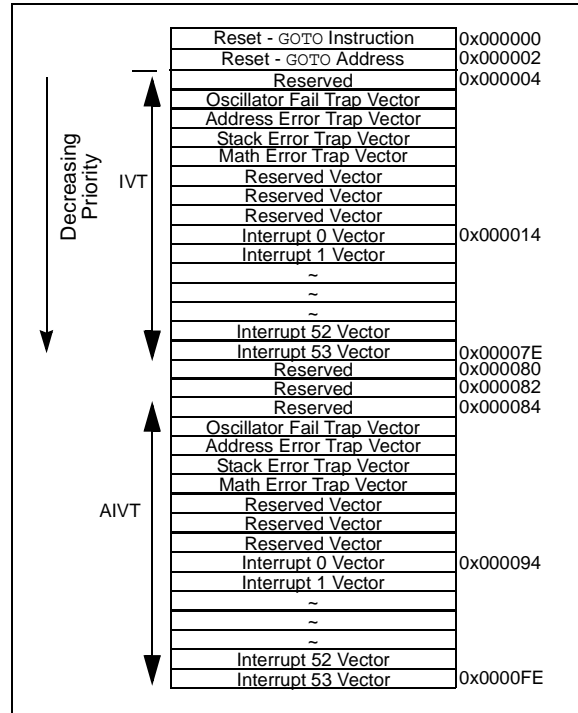 Reset - GOTO Instruction 0x000000
Reset - GOTO Address 0x000002
Reserved 0x000004
Oscillator Fail Trap Vector
Address Error Trap Vector
Stack Error Trap Vector
Math Error Trap Vector
Reserved Vector
Reserved Vector
Reserved Vector
Interrupt 0 Vector 0x000014
Interrupt 1 Vector
~
~
~
Interrupt 52 Vector
Interrupt 53 Vector 0x00007E
Reserved 0x000080
Reserved 0x000082
Reserved 0x000084
Oscillator Fail Trap Vector
Address Error Trap Vector
Stack Error Trap Vector
Math Error Trap Vector
Reserved Vector
Reserved Vector
Reserved Vector
Interrupt 0 Vector 0x000094
Interrupt 1 Vector
~
~
~
Interrupt 52 Vector
Interrupt 53 Vector 0x0000FE
Decreasing
Priority
IVT
AIVT